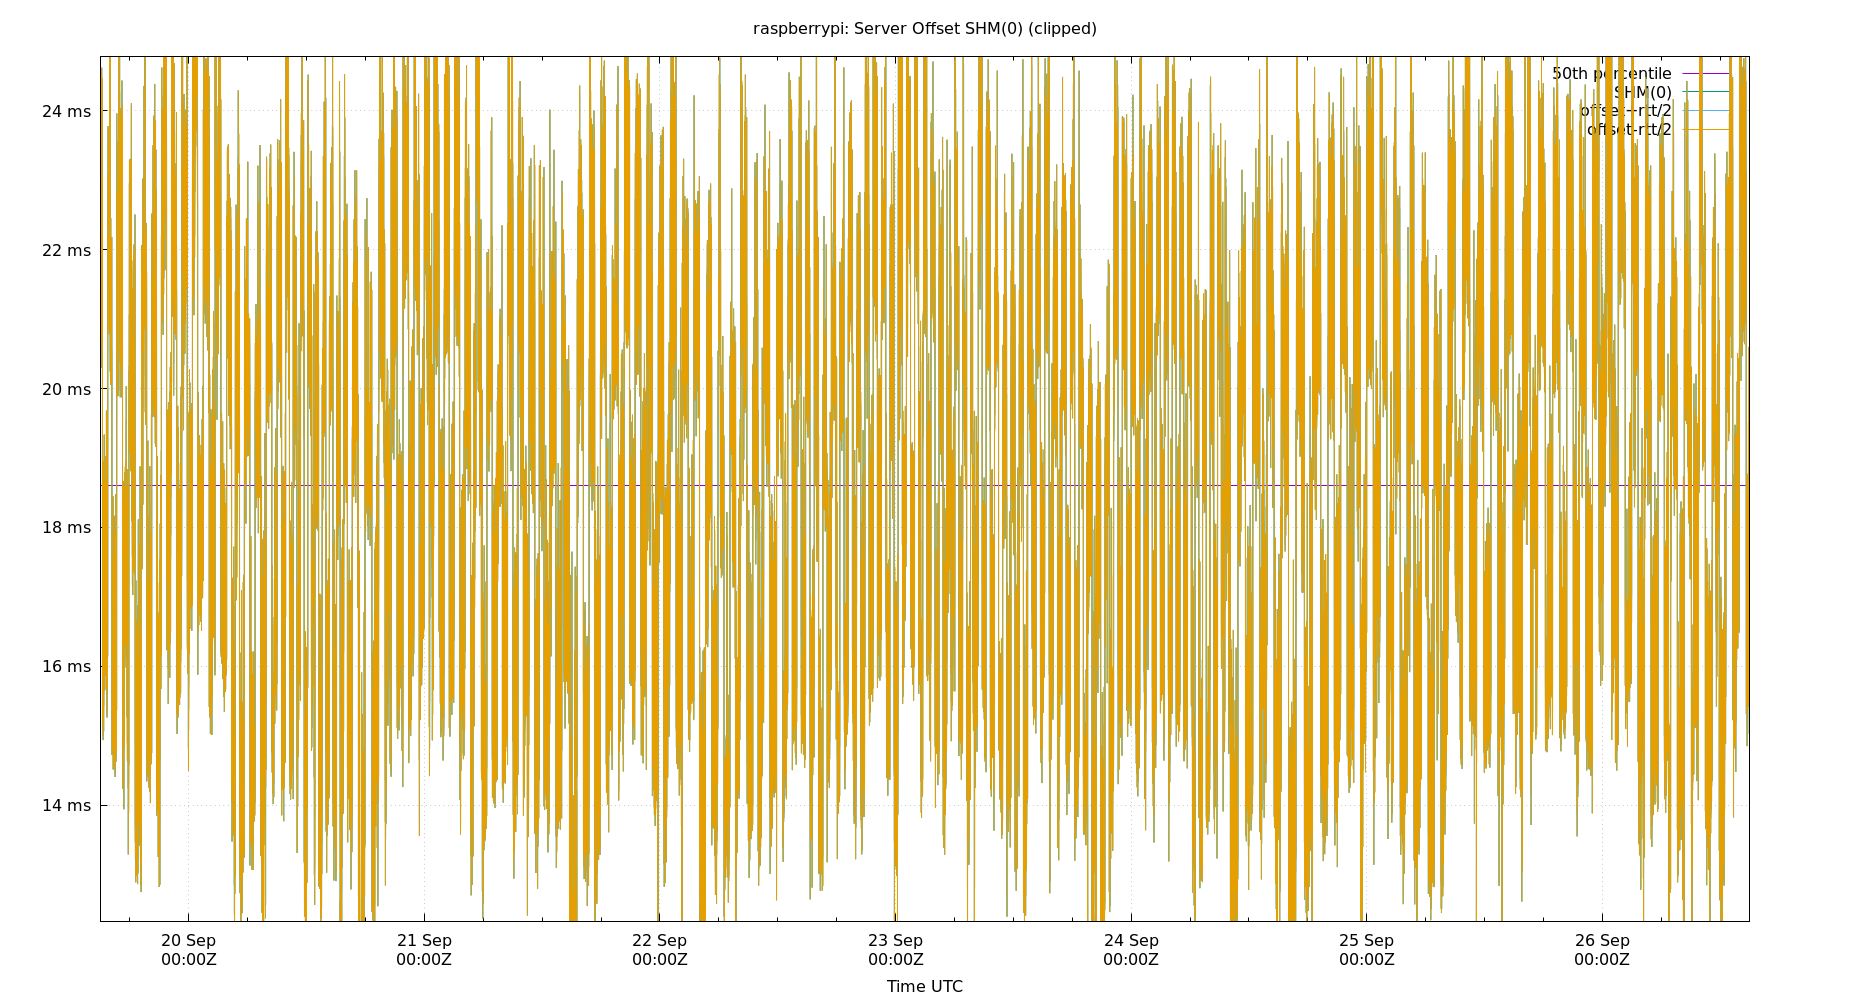 raspberrypi: Server Offset SHM(0) (clipped)
50th percentile
SHM(0)
offset+rtt/2
offset-rtt/2
24 ms
22 ms
20 ms
18 ms
16 ms
14 ms
20 Sep
00:00Z
21 Sep
00:00Z
22 Sep
00:00Z
23 Sep
00:00Z
24 Sep
00:00Z
25 Sep
00:00Z
26 Sep
00:00Z
Time UTC